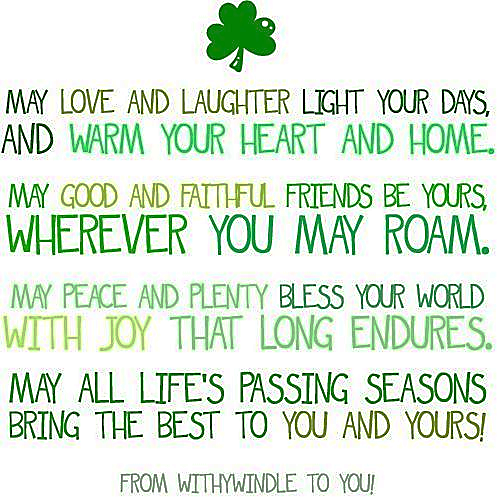 MAY LOVE AND LAUGHTER LIGHT YOUR DAYS,
AND WARM YOUR HEART AND HOME.
MAY GOOD AND FAITHFUL FRIENDS BE YOURS,
WHEREVER YOU MAY ROAM.
MAY PEACE AND PLENTY BLESS YOUR WORLD
WITH JOY THAT LONG ENDURES.
MAY ALL LIFE'S PASSING SEASONS
BRING THE BEST TO YOU AND YOURS!
FROM WITHYWINDLE TO YOU!